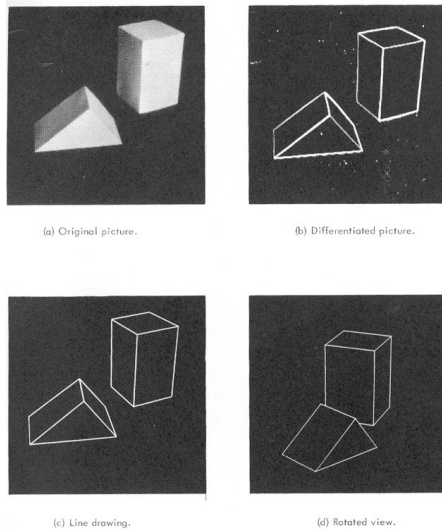 (a) Original picture.
(b) Differentiated picture.
(c) Line drawing.
(d) Rotated view.